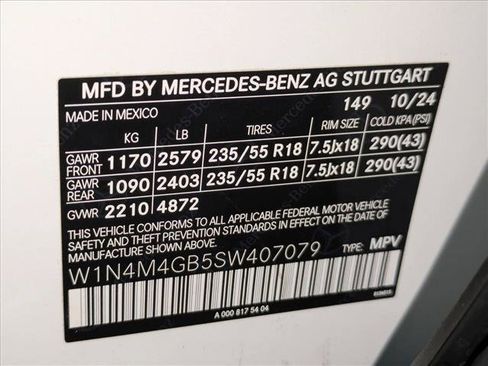 MFD BY MERCEDES-BENZ AG STUTTGART
149 10/24
MADE IN MEXICO
KG LB TIRES RIM SIZE COLD KPA(PSI)
GAWR FRONT 1170 2579 235/55 R18 7.5Jx18 290(43)
GAWR REAR 1090 2403 235/55 R18 7.5Jx18 290(43)
GVWR 2210 4872
THIS VEHICLE CONFORMS TO ALL APPLICABLE FEDERAL MOTOR VEHICLE
SAFETY AND THEFT PREVENTION STANDARDS IN EFFECT ON THE DATE OF
MANUFACTURE SHOWN ABOVE.
W1N4M4GB5SW407079 TYPE: MPV
A 000 817 54 04